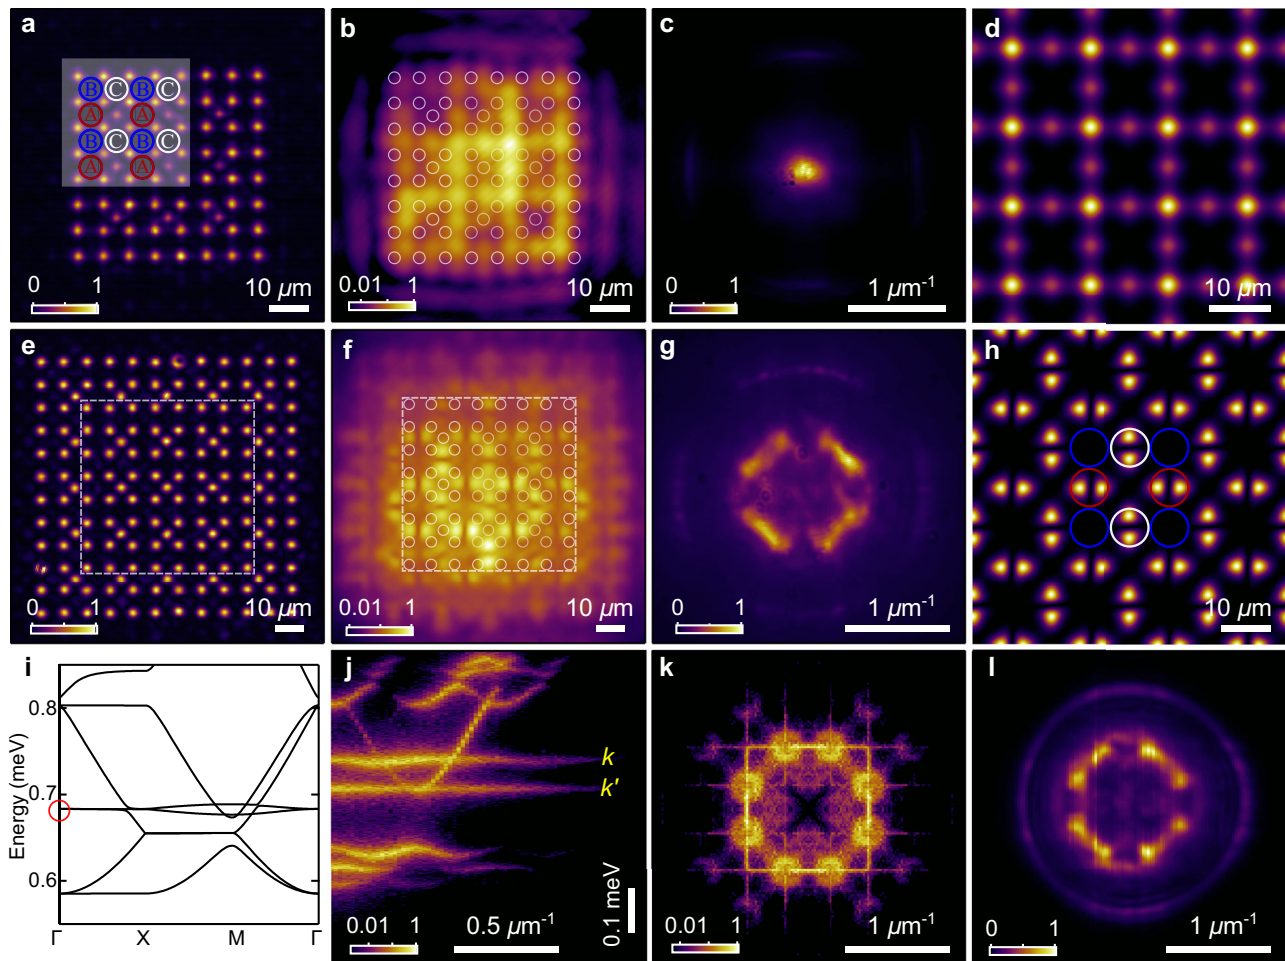 a
B C B C
A A
B C B C
A A
0 1 10 µm
b
0.01 1 10 µm
c
0 1 1 µm⁻¹
d
10 µm
e
0 1 10 µm
f
0.01 1 10 µm
g
0 1 1 µm⁻¹
h
10 µm
i
0.8
0.7
0.6
Energy (meV)
Γ X M Γ
j
k
k'
0.1 meV
0.01 1 0.5 µm⁻¹
k
0.01 1 1 µm⁻¹
l
0 1 1 µm⁻¹